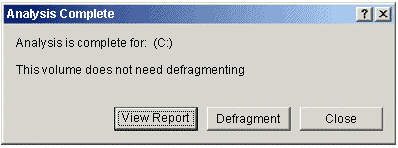 Analysis Complete
Analysis is complete for: (C:)
This volume does not need defragmenting
View Report Defragment Close